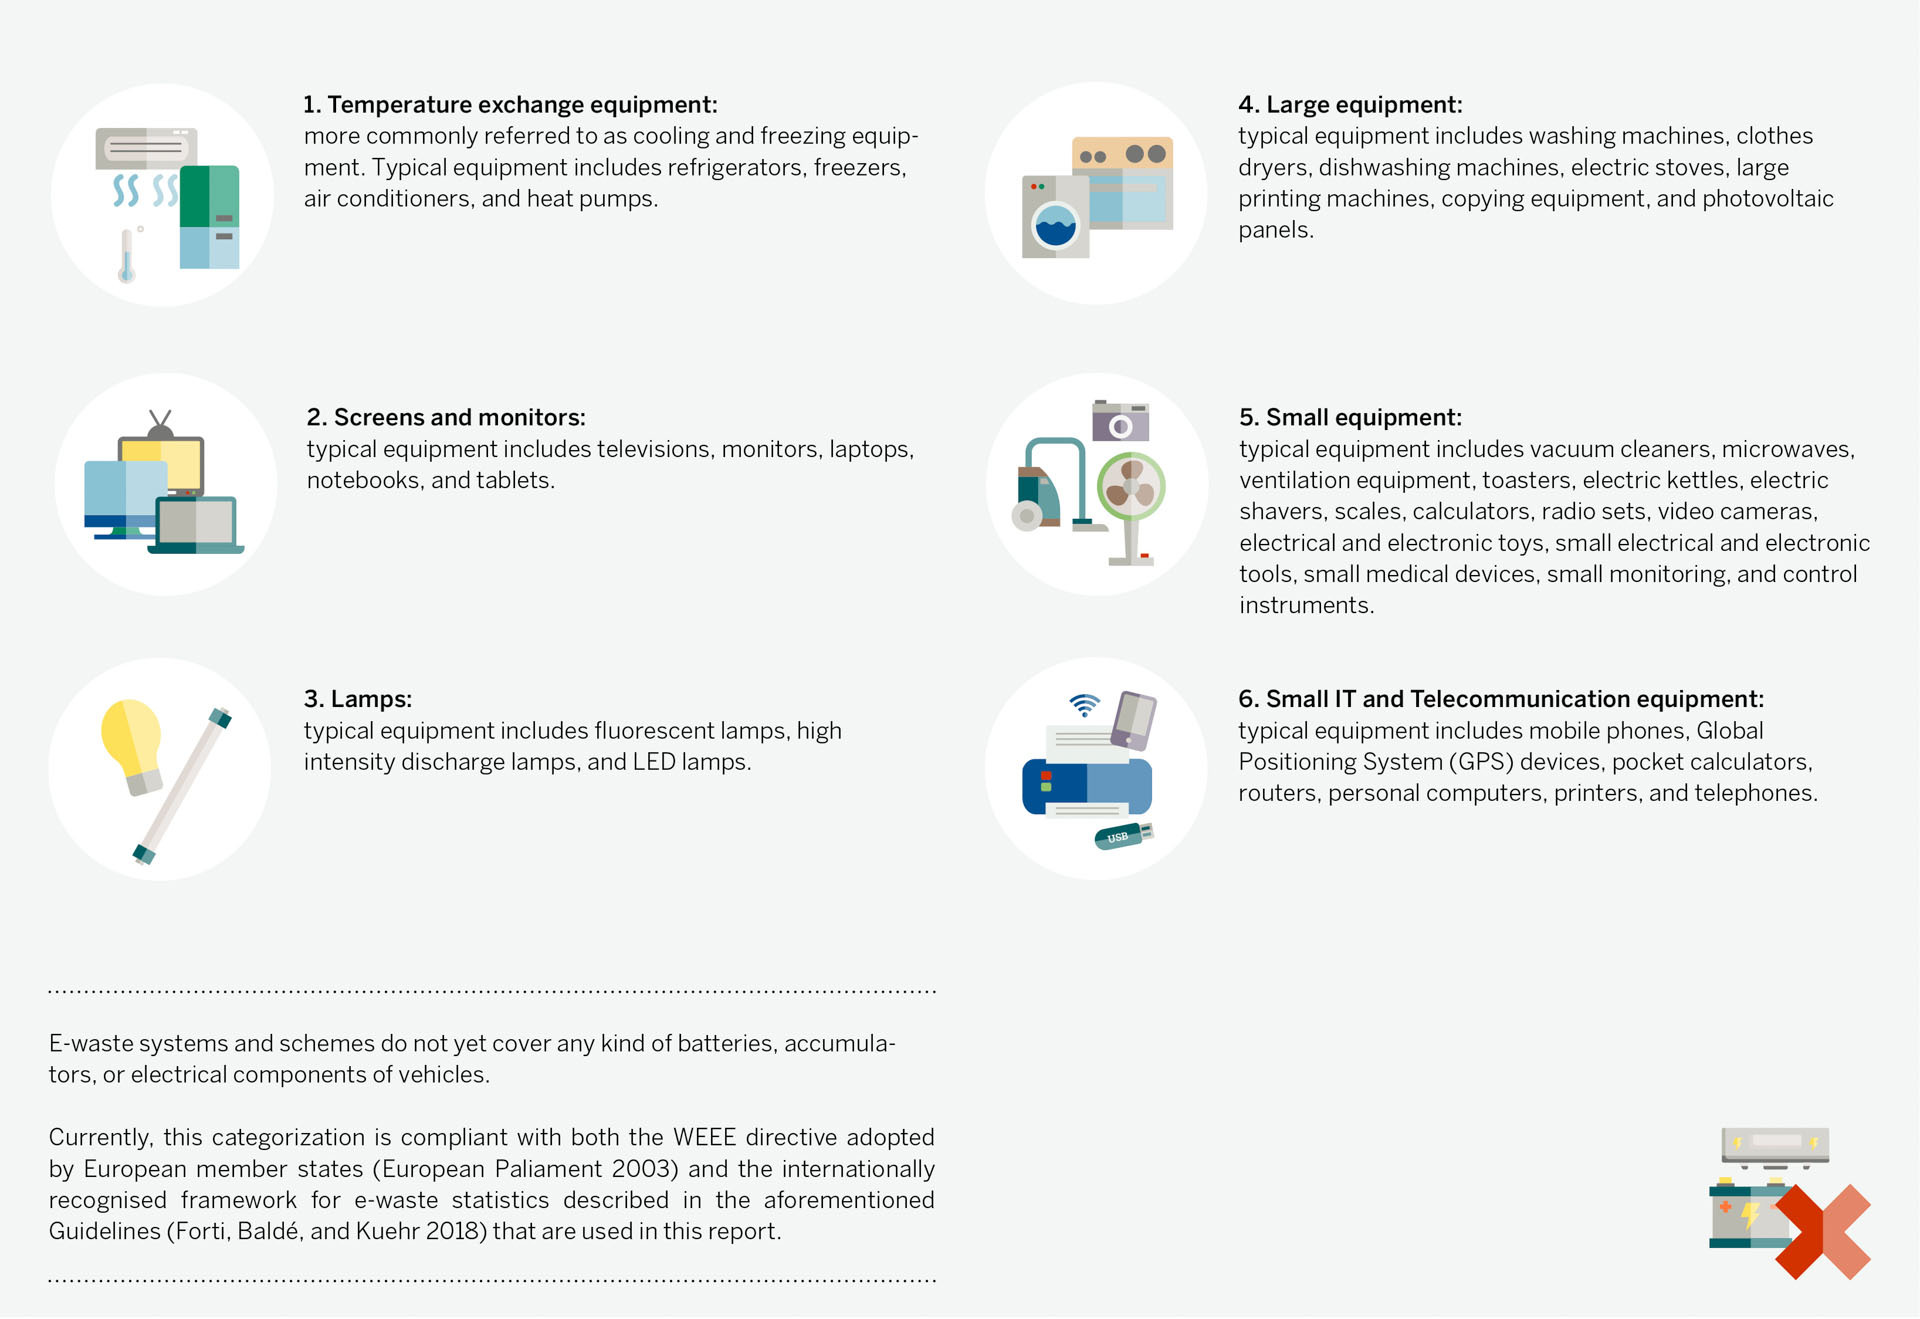 1. Temperature exchange equipment:
more commonly referred to as cooling and freezing equip-
ment. Typical equipment includes refrigerators, freezers,
air conditioners, and heat pumps.
2. Screens and monitors:
typical equipment includes televisions, monitors, laptops,
notebooks, and tablets.
3. Lamps:
typical equipment includes fluorescent lamps, high
intensity discharge lamps, and LED lamps.
4. Large equipment:
typical equipment includes washing machines, clothes
dryers, dishwashing machines, electric stoves, large
printing machines, copying equipment, and photovoltaic
panels.
5. Small equipment:
typical equipment includes vacuum cleaners, microwaves,
ventilation equipment, toasters, electric kettles, electric
shavers, scales, calculators, radio sets, video cameras,
electrical and electronic toys, small electrical and electronic
tools, small medical devices, small monitoring, and control
instruments.
6. Small IT and Telecommunication equipment:
typical equipment includes mobile phones, Global
Positioning System (GPS) devices, pocket calculators,
routers, personal computers, printers, and telephones.
USB
E-waste systems and schemes do not yet cover any kind of batteries, accumula-
tors, or electrical components of vehicles.
Currently, this categorization is compliant with both the WEEE directive adopted
by European member states (European Paliament 2003) and the internationally
recognised framework for e-waste statistics described in the aforementioned
Guidelines (Forti, Baldé, and Kuehr 2018) that are used in this report.